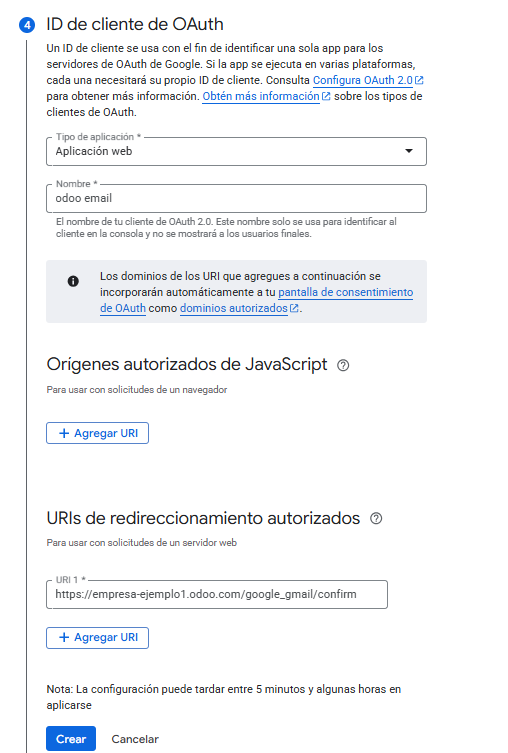 4 ID de cliente de OAuth
Un ID de cliente se usa con el fin de identificar una sola app para los
servidores de OAuth de Google. Si la app se ejecuta en varias plataformas,
cada una necesitará su propio ID de cliente. Consulta Configura OAuth 2.0
para obtener más información. Obtén más información sobre los tipos de
clientes de OAuth.
Tipo de aplicación *
Aplicación web
Nombre *
odoo email
El nombre de tu cliente de OAuth 2.0. Este nombre solo se usa para identificar al
cliente en la consola y no se mostrará a los usuarios finales.
Los dominios de los URI que agregues a continuación se
incorporarán automáticamente a tu pantalla de consentimiento
de OAuth como dominios autorizados.
Orígenes autorizados de JavaScript
Para usar con solicitudes de un navegador
+ Agregar URI
URIs de redireccionamiento autorizados
Para usar con solicitudes de un servidor web
URI 1 *
https://empresa-ejemplo1.odoo.com/google_gmail/confirm
+ Agregar URI
Nota: La configuración puede tardar entre 5 minutos y algunas horas en
aplicarse
Crear Cancelar